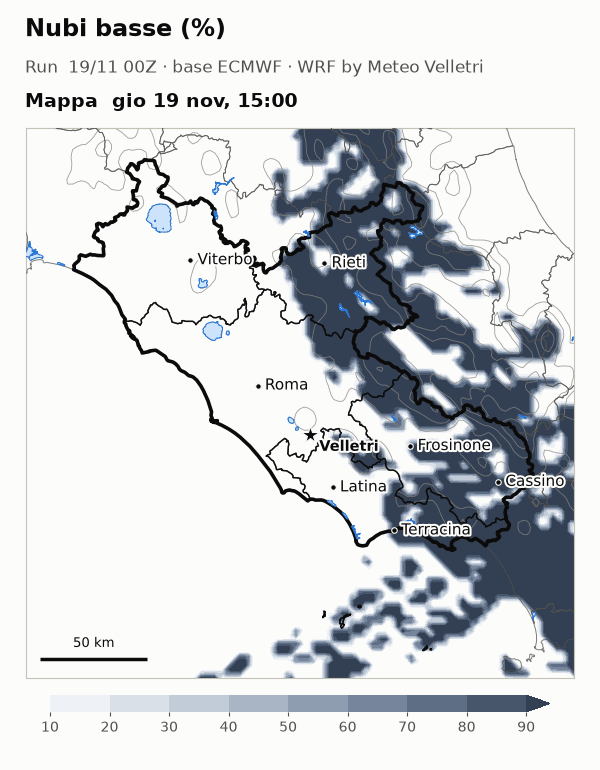 Nubi basse (%)
Run 19/11 00Z · base ECMWF · WRF by Meteo Velletri
Mappa gio 19 nov, 15:00
Viterbo
Rieti
Roma
Velletri
Frosinone
Latina
Cassino
Terracina
50 km
10 20 30 40 50 60 70 80 90